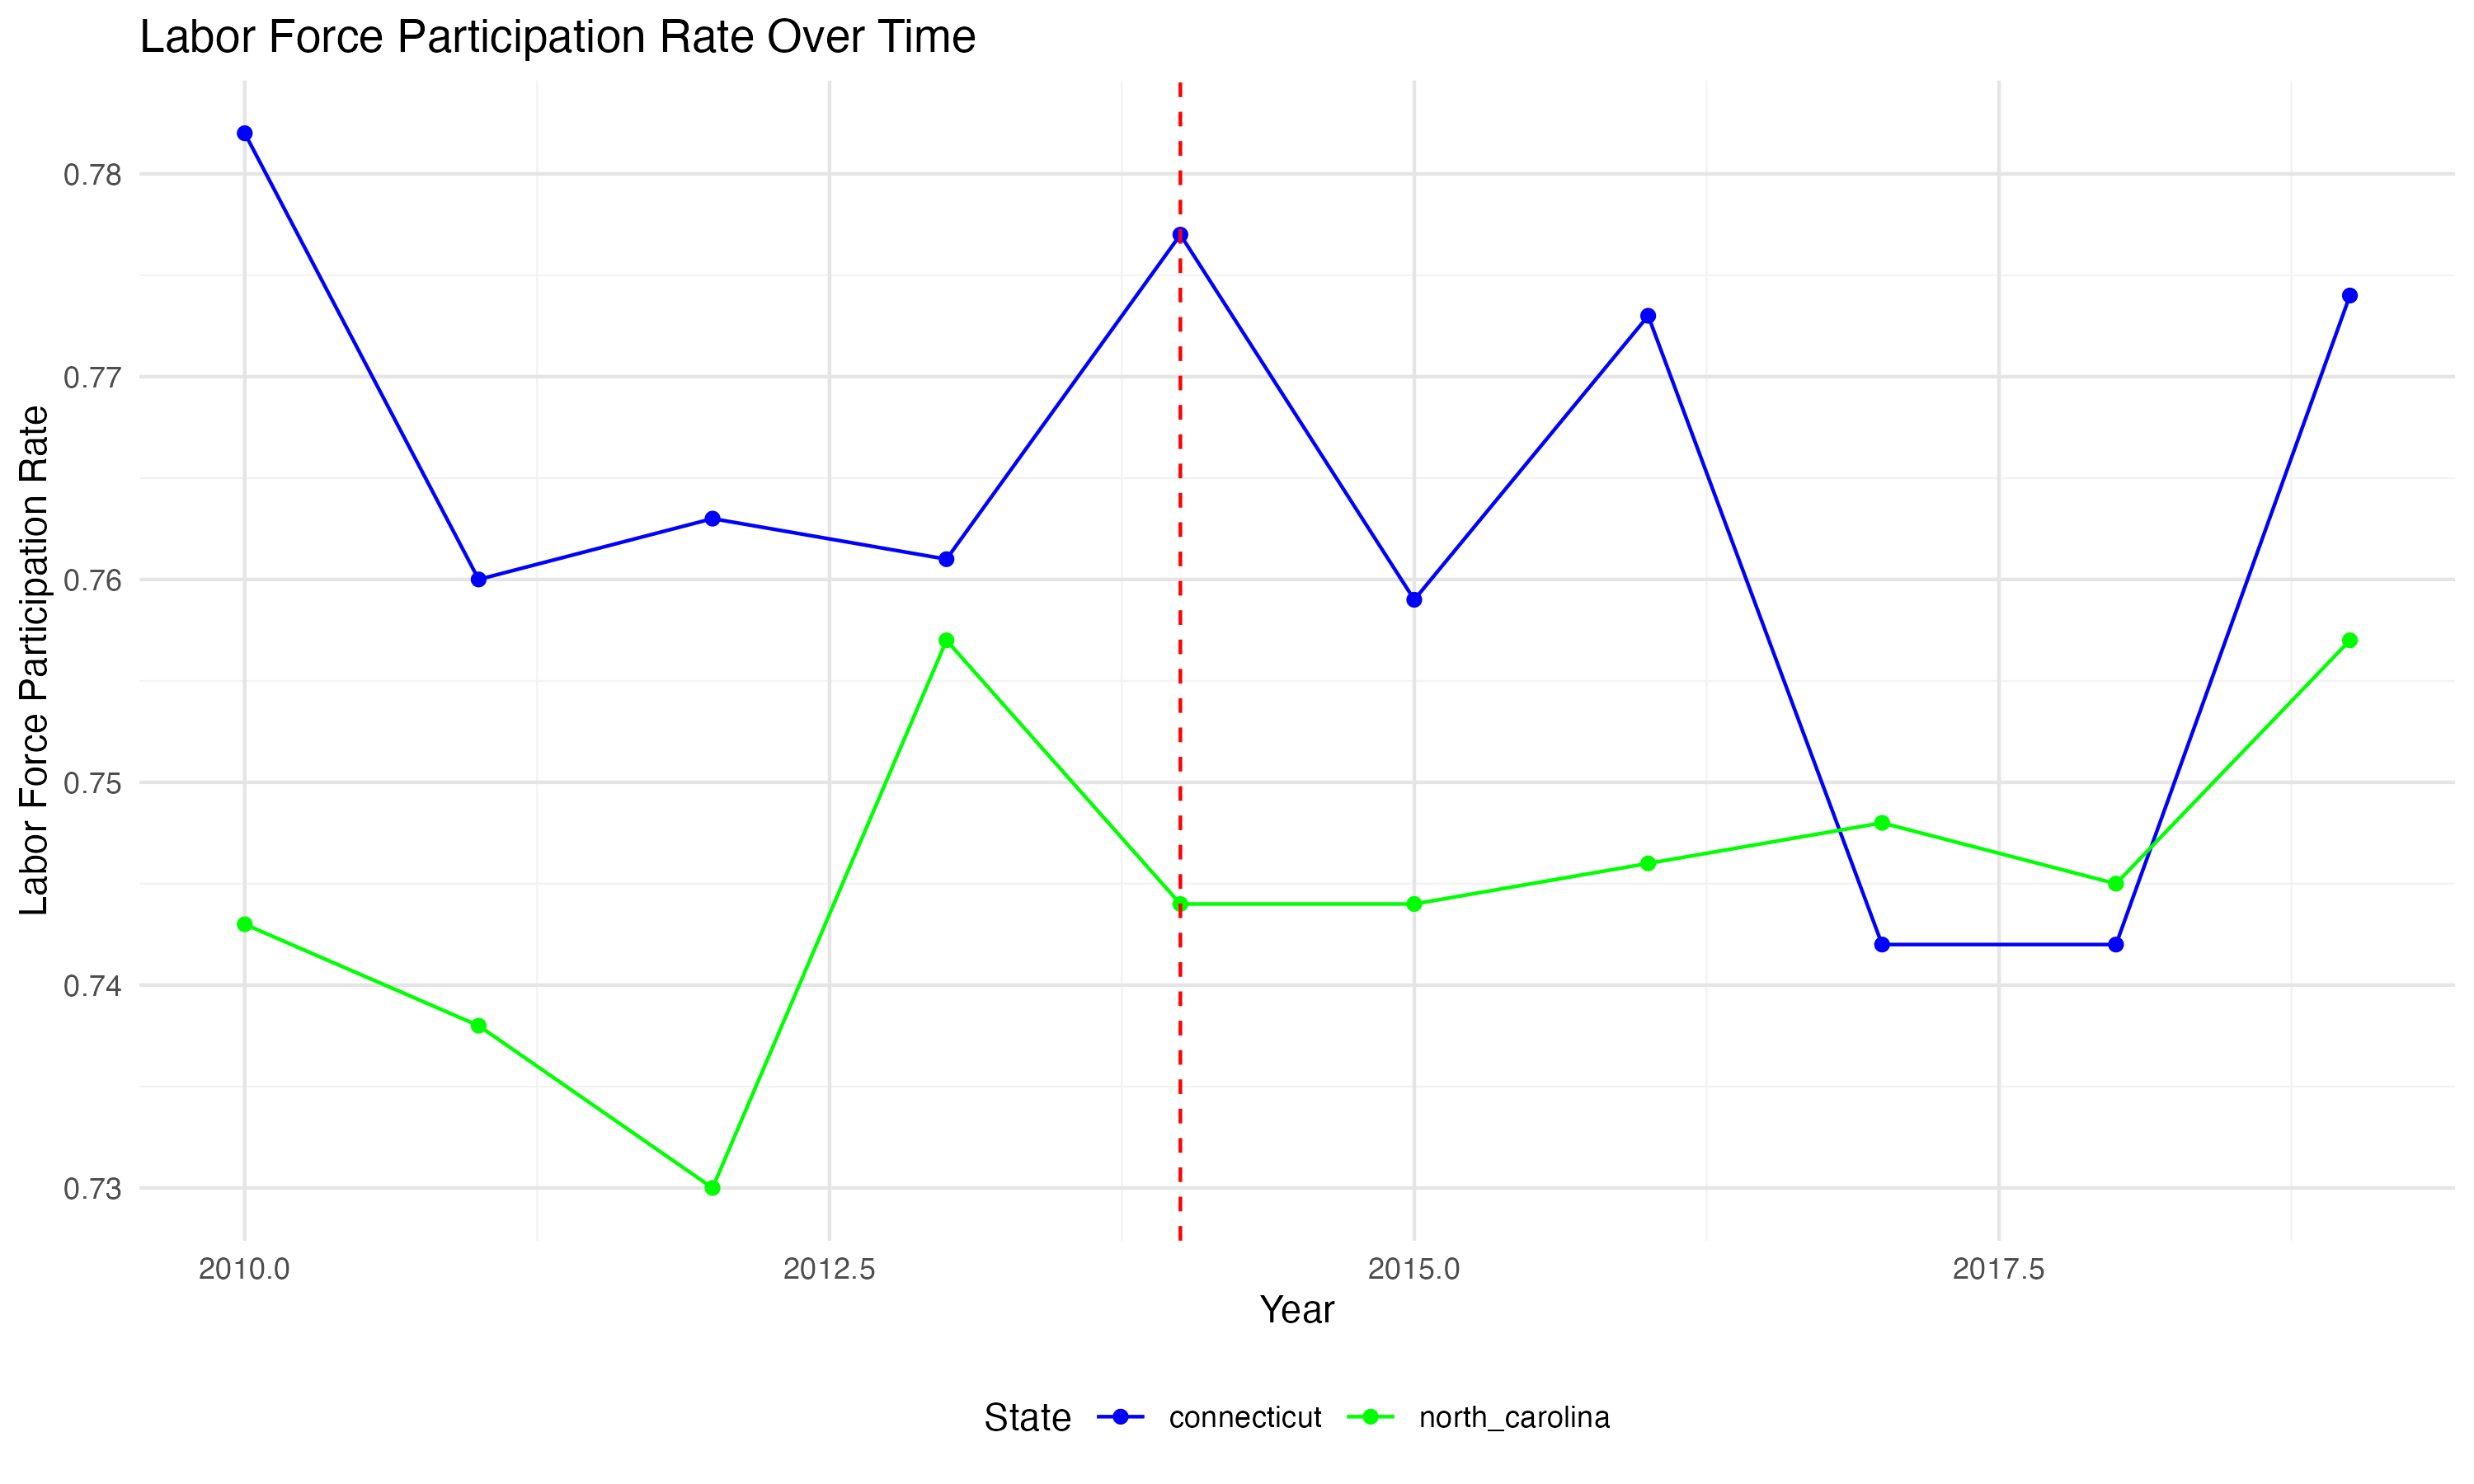 Labor Force Participation Rate Over Time
Labor Force Participation Rate
0.78
0.77
0.76
0.75
0.74
0.73
2010.0 2012.5 2015.0 2017.5
Year
State connecticut north_carolina